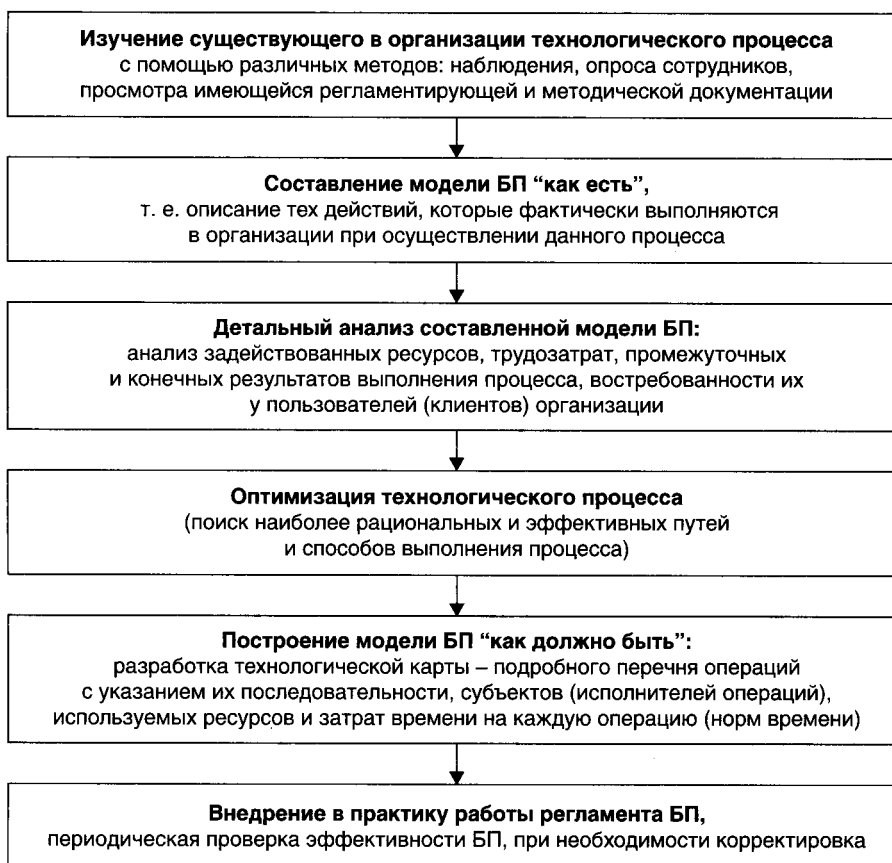 Изучение существующего в организации технологического процесса
с помощью различных методов: наблюдения, опроса сотрудников,
просмотра имеющейся регламентирующей и методической документации
Составление модели БП “как есть”,
т. е. описание тех действий, которые фактически выполняются
в организации при осуществлении данного процесса
Детальный анализ составленной модели БП:
анализ задействованных ресурсов, трудозатрат, промежуточных
и конечных результатов выполнения процесса, востребованности их
у пользователей (клиентов) организации
Оптимизация технологического процесса
(поиск наиболее рациональных и эффективных путей
и способов выполнения процесса)
Построение модели БП “как должно быть”:
разработка технологической карты – подробного перечня операций
с указанием их последовательности, субъектов (исполнителей операций),
используемых ресурсов и затрат времени на каждую операцию (норм времени)
Внедрение в практику работы регламента БП,
периодическая проверка эффективности БП, при необходимости корректировка